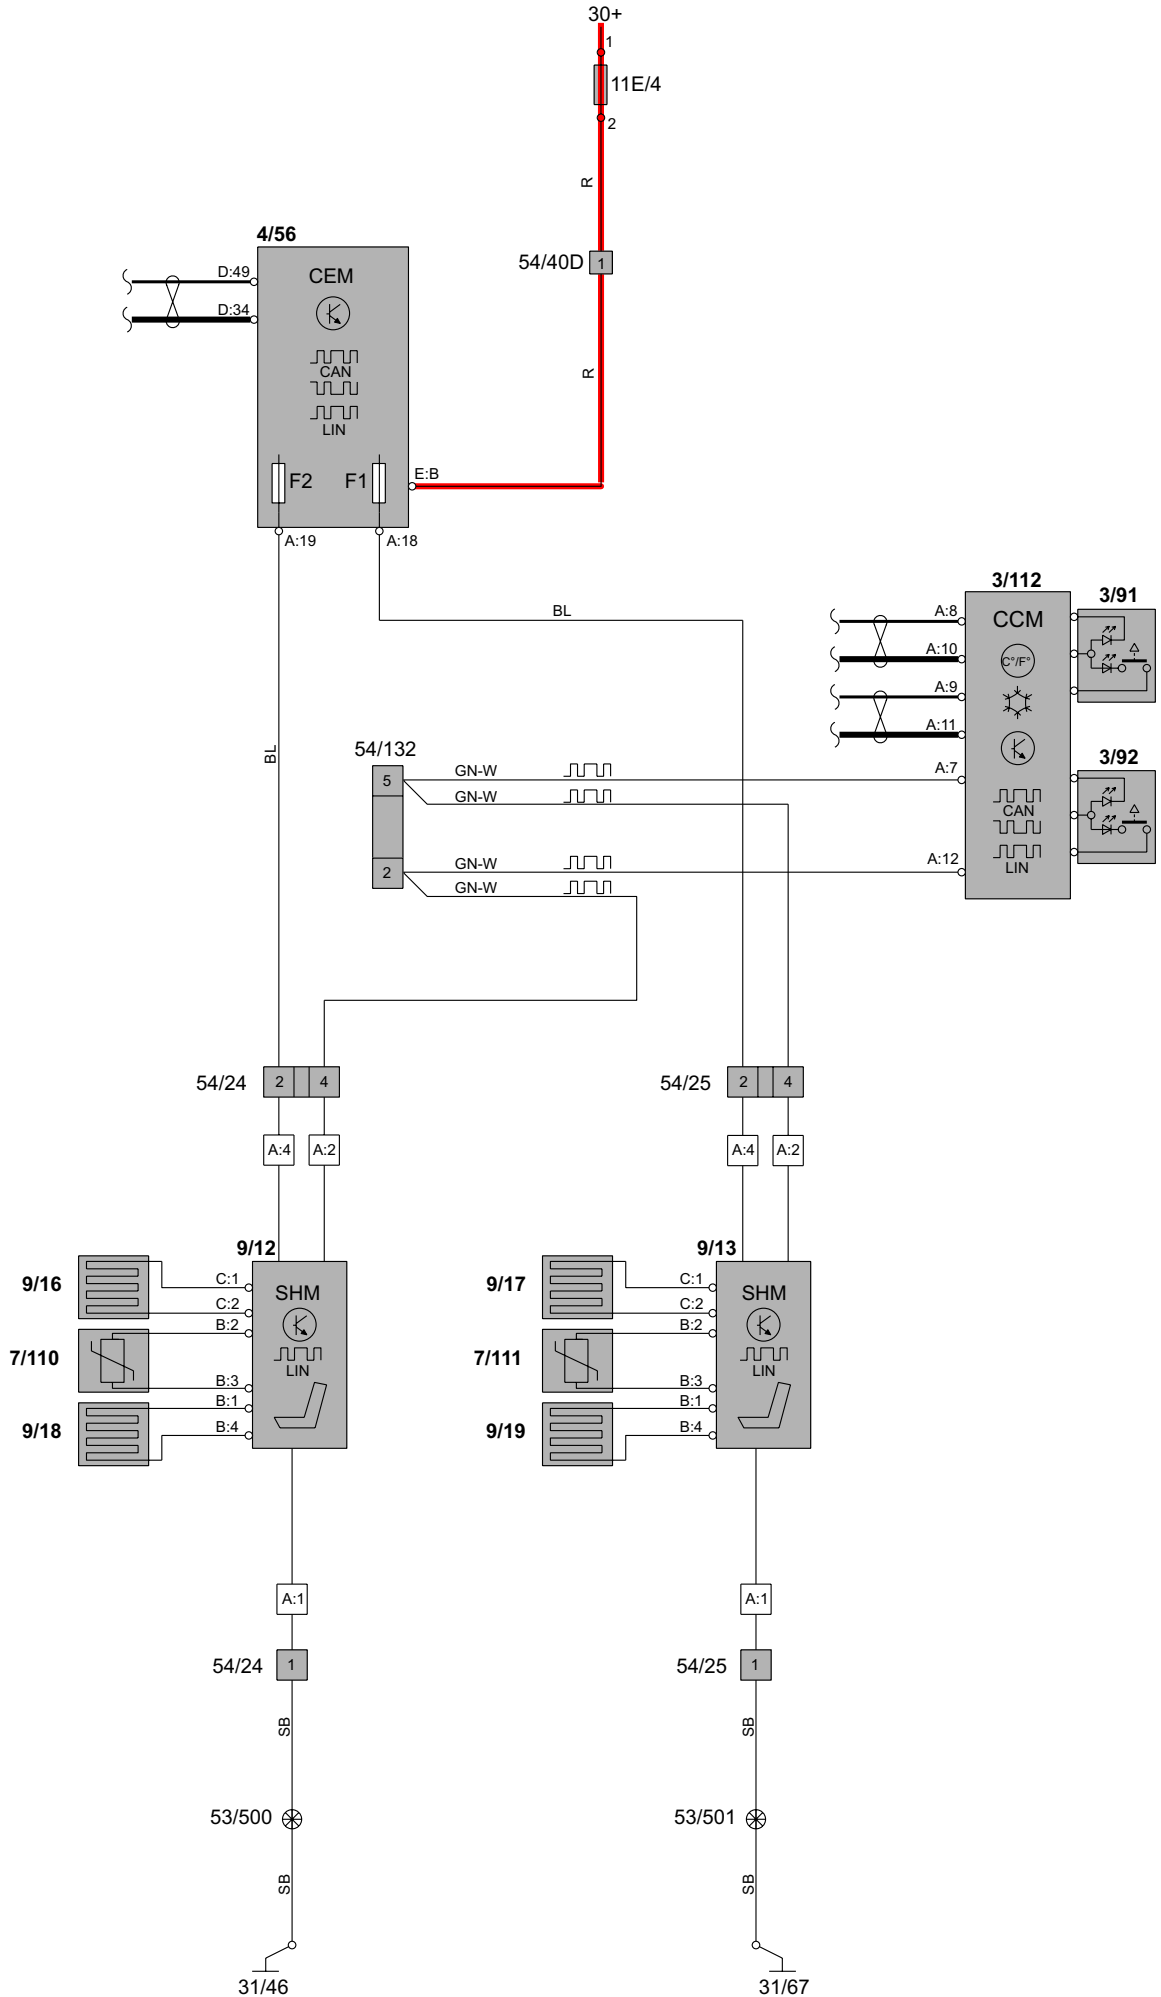 30+
1
11E/4
2
R
4/56
54/40D 1
D:49 CEM
D:34
CAN
R
LIN
F2 F1 E:B
A:19 A:18
3/112
3/91
BL
A:8 CCM
A:10 C°/F°
A:9
A:11
BL
54/132
3/92
5 GN-W A:7
GN-W
CAN
2 GN-W A:12
LIN
GN-W
54/24 2 4
54/25 2 4
A:4 A:2
A:4 A:2
9/12
9/13
9/16 C:1 SHM
C:2
B:2
7/110 LIN
B:3
B:1
9/18 B:4
9/17 C:1 SHM
C:2
B:2
7/111 LIN
B:3
B:1
9/19 B:4
A:1
A:1
54/24 1
54/25 1
SB
SB
53/500
53/501
SB
SB
31/46
31/67